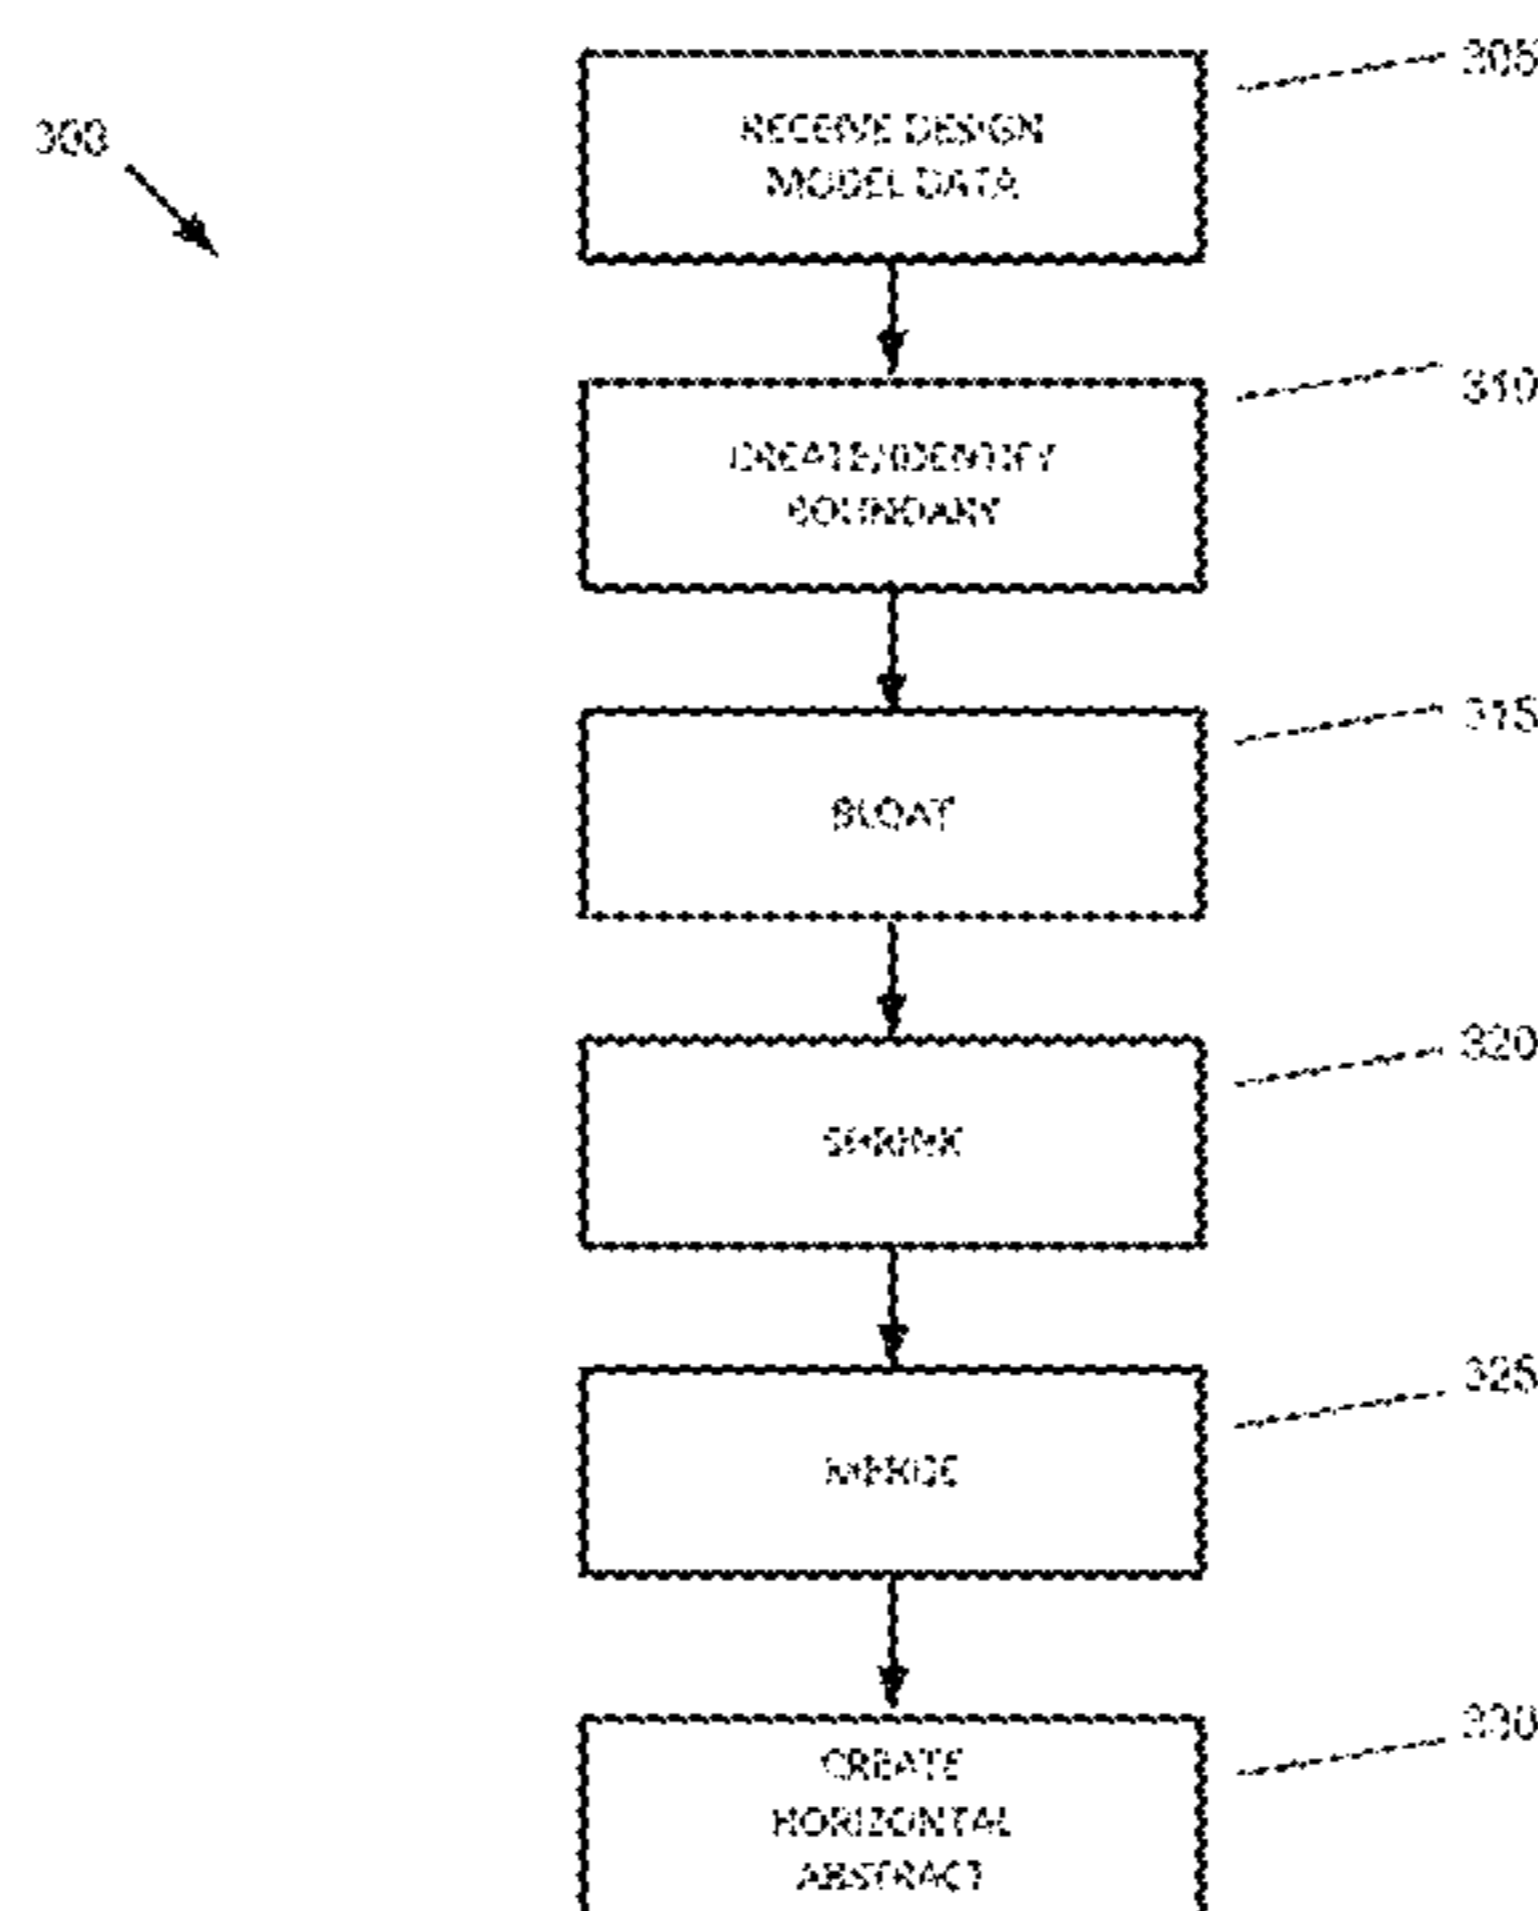 305
300
RECEIVE DESIGN
MODEL DATA
310
CREATE/IDENTIFY
BOUNDARY
315
BLOAT
320
SHRINK
325
MERGE
330
CREATE
HORIZONTAL
ABSTRACT